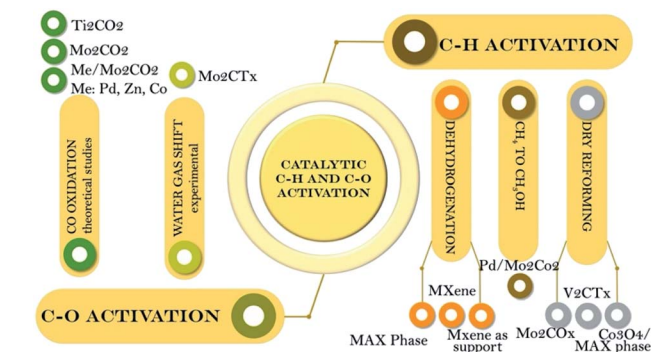 Ti2CO2
Mo2CO2
Me/Mo2CO2
Me: Pd, Zn, Co
Mo2CTx
CO OXIDATION
theoretical studies
WATER GAS SHIFT
experimental
C-O ACTIVATION
CATALYTIC
C-H AND C-O
ACTIVATION
C-H ACTIVATION
DEHYDROGENATION
CH4 TO CH3OH
DRY REFORMING
MAX Phase
MXene
Mxene as
support
Pd/Mo2Co2
Mo2COx
V2CTx
Co3O4/
MAX phase